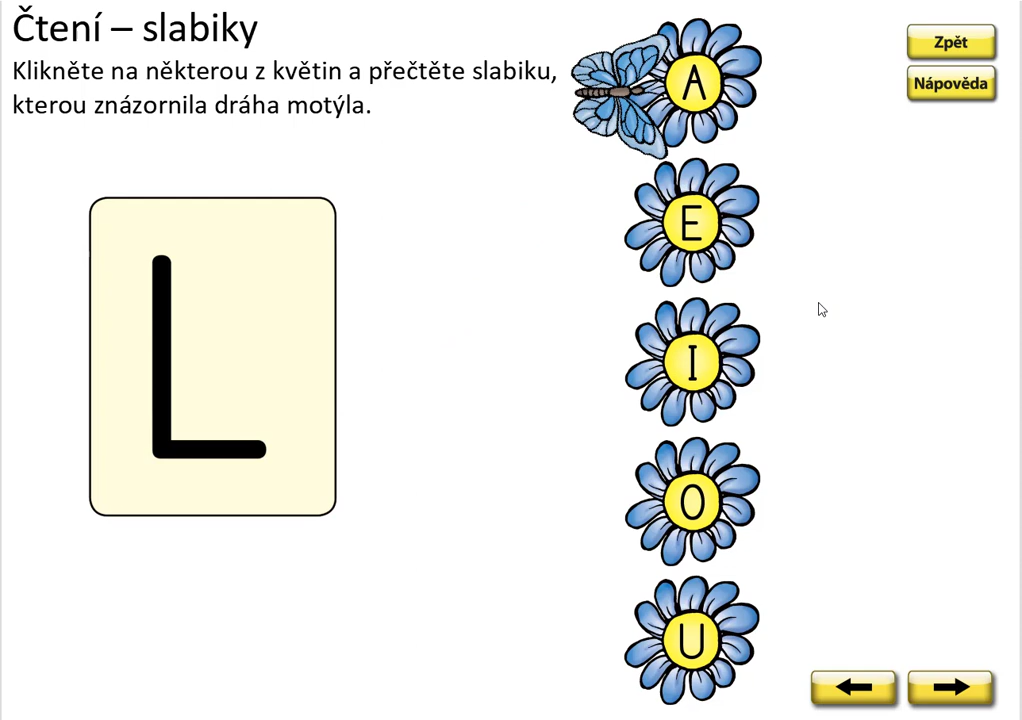 Čtení – slabiky
Klikněte na některou z květin a přečtěte slabiku,
kterou znázornila dráha motýla.
Zpět
Nápověda
L
A
E
I
O
U